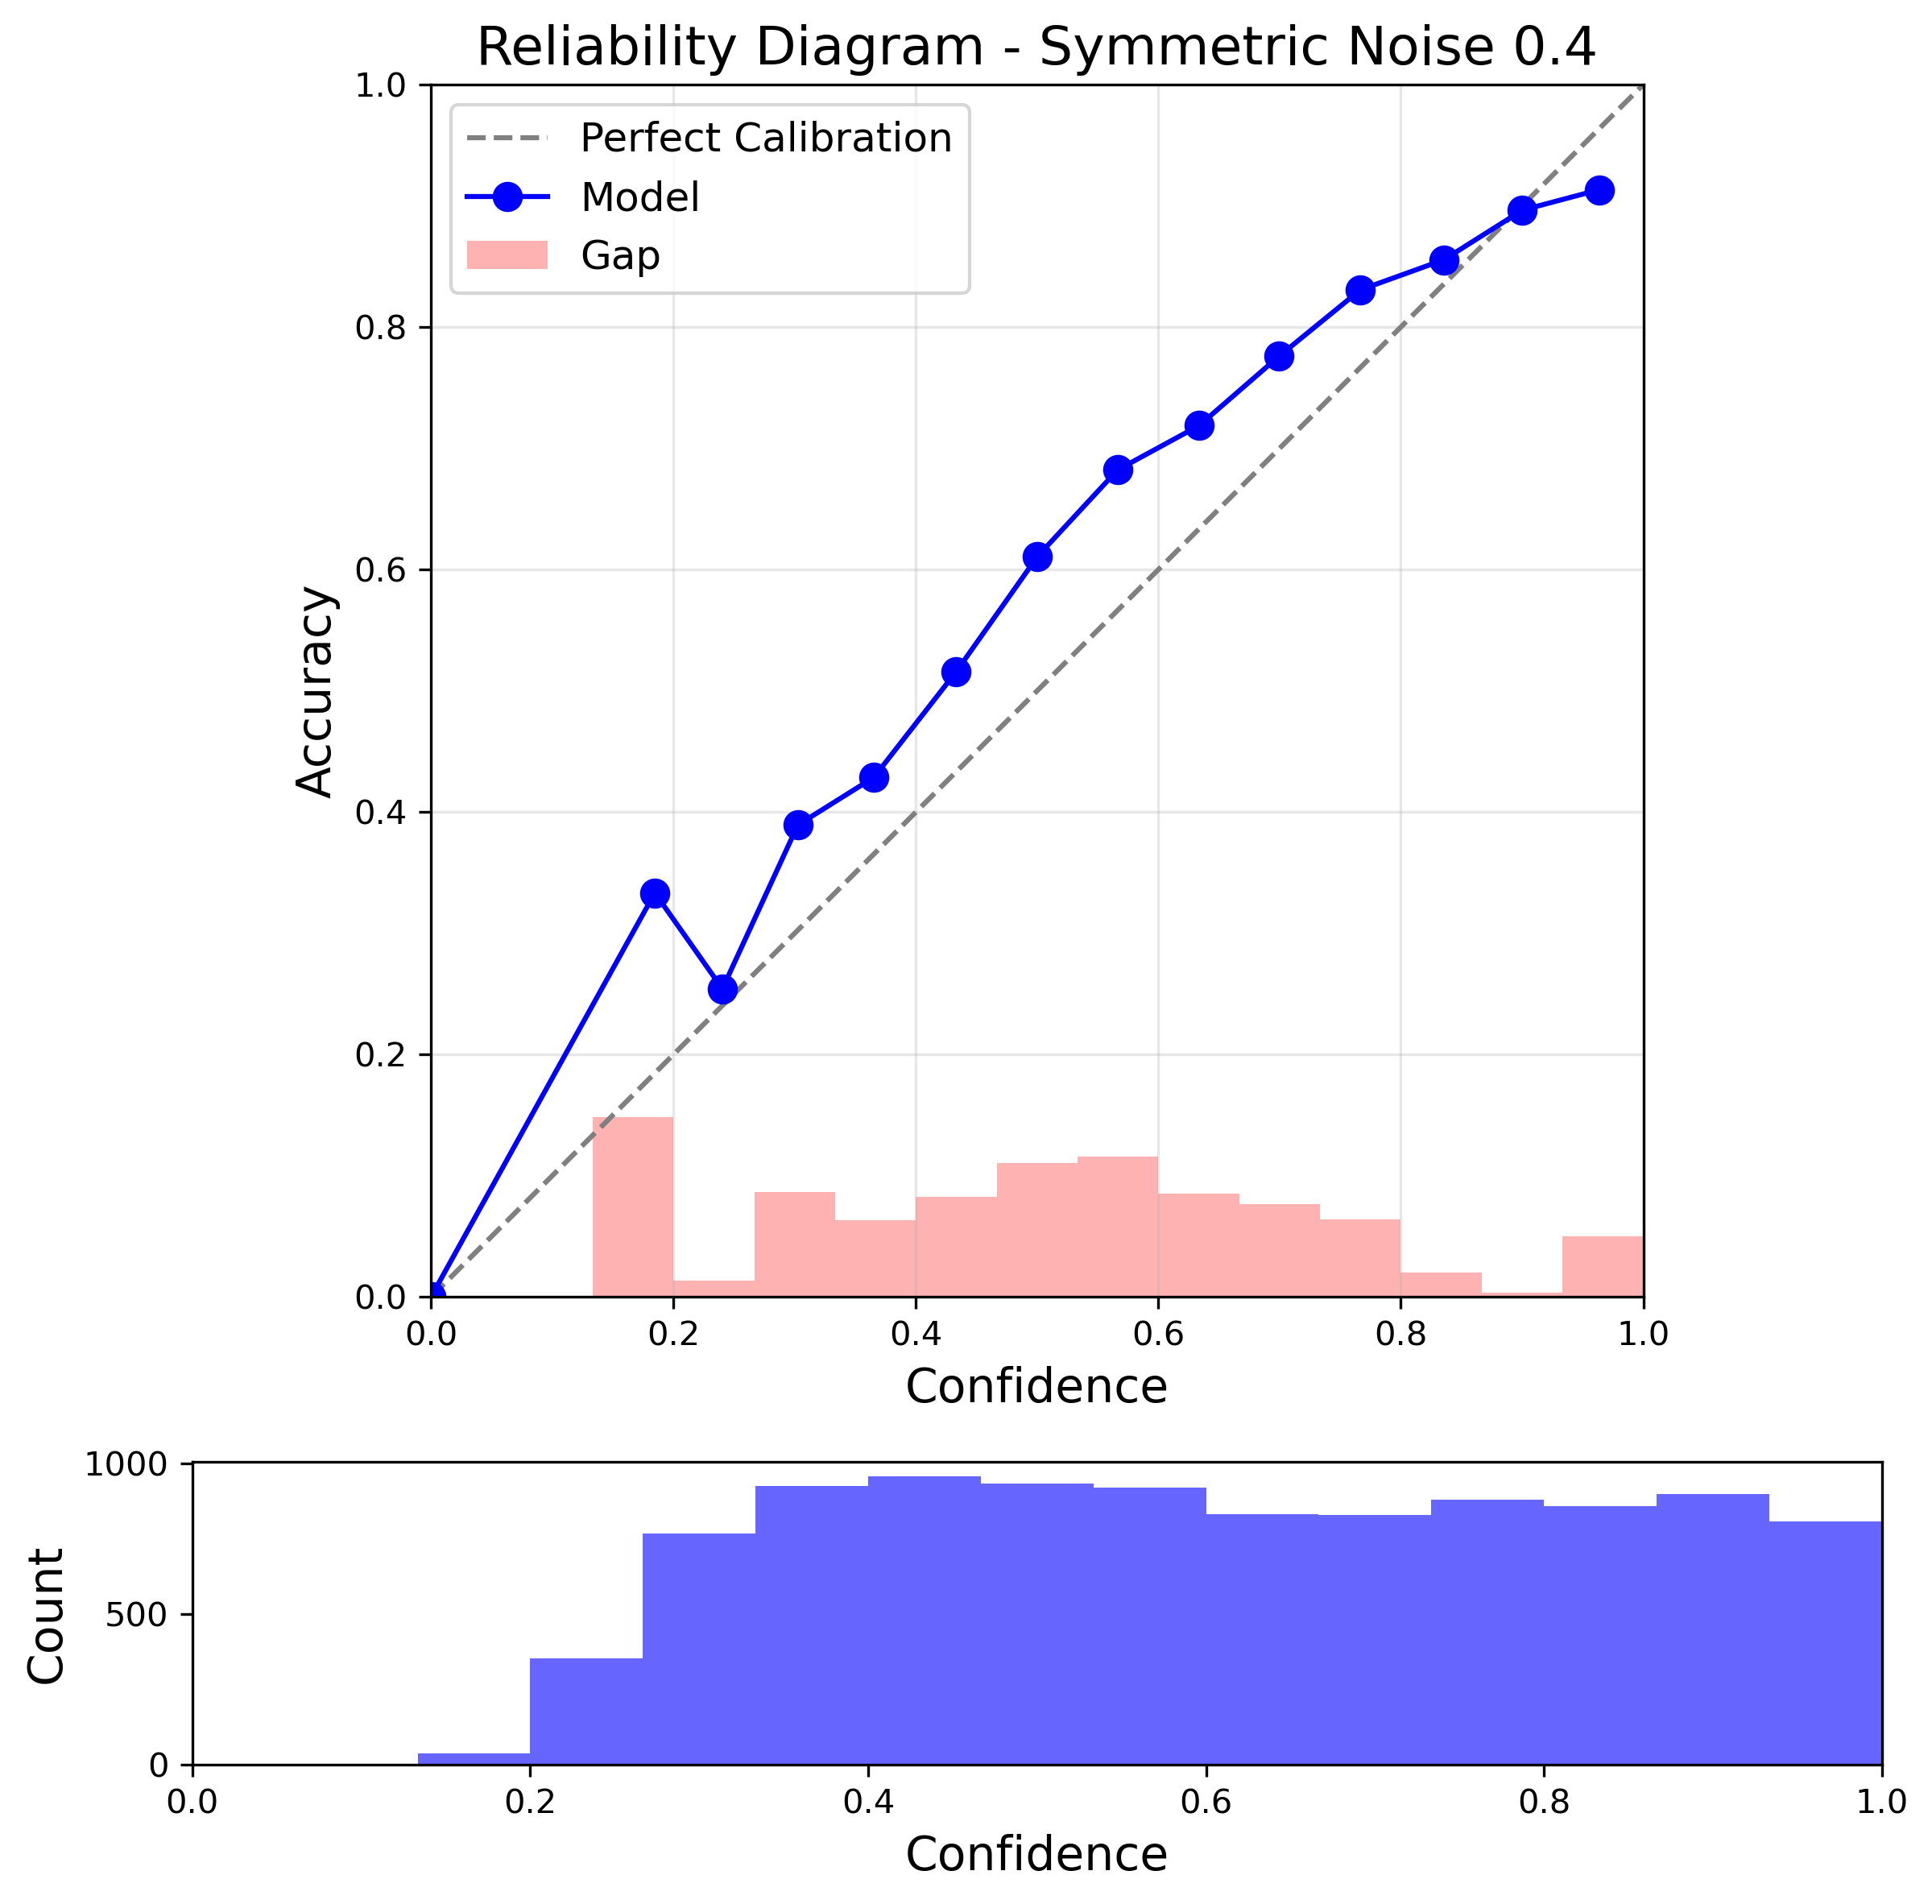 Reliability Diagram - Symmetric Noise 0.4
Perfect Calibration
Model
Gap
1.0
0.8
0.6
0.4
0.2
0.0
Accuracy
0.0 0.2 0.4 0.6 0.8 1.0
Confidence
1000
500
0
Count
0.0 0.2 0.4 0.6 0.8 1.0
Confidence